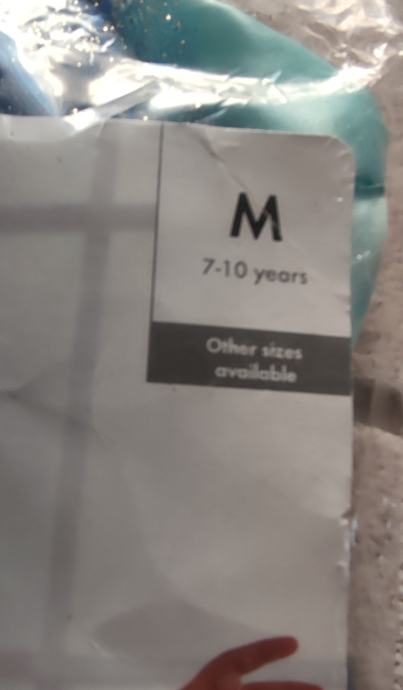 M
7-10 years
Other sizes
available